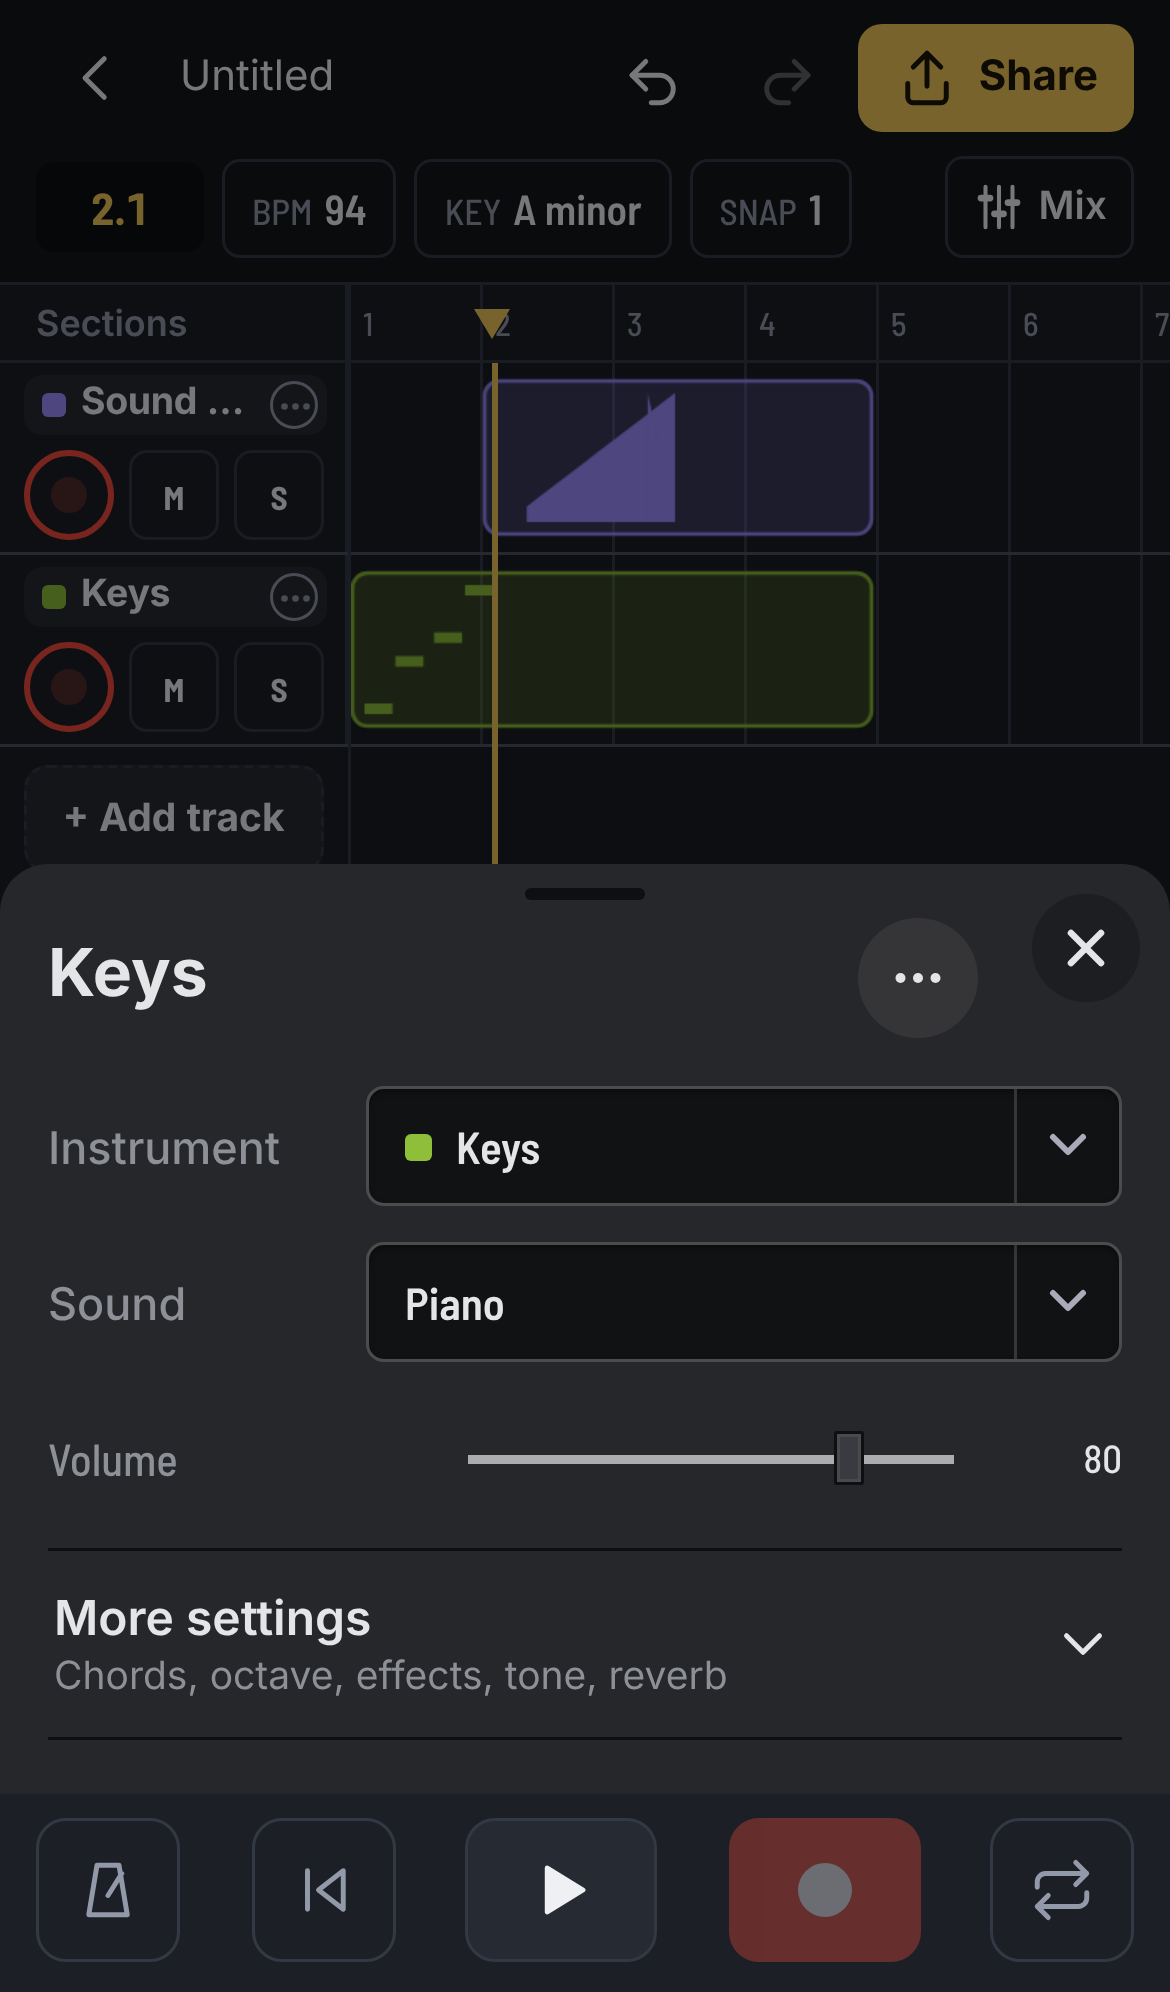 Untitled
Share
2.1
BPM 94
KEY A minor
SNAP 1
Mix
Sections
1 2 3 4 5 6 7
Sound ...
M S
Keys
M S
+ Add track
Keys
Instrument
Keys
Sound
Piano
Volume
80
More settings
Chords, octave, effects, tone, reverb